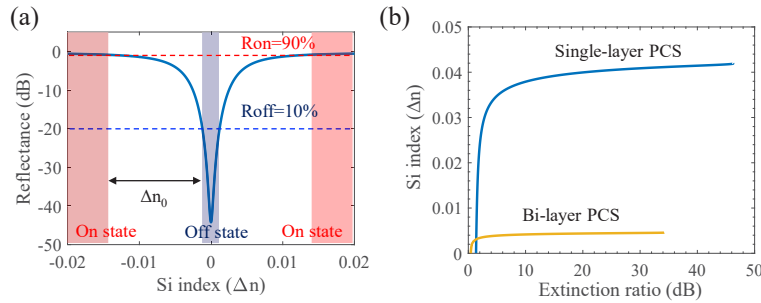 (a)
Reflectance (dB)
0
-10
-20
-30
-40
-50
Ron=90%
Roff=10%
Δn0
On state
Off state
On state
-0.02
-0.01
0
0.01
0.02
Si index (Δn)
(b)
Si index (Δn)
0.05
0.04
0.03
0.02
0.01
0
Single-layer PCS
Bi-layer PCS
0
10
20
30
40
50
Extinction ratio (dB)